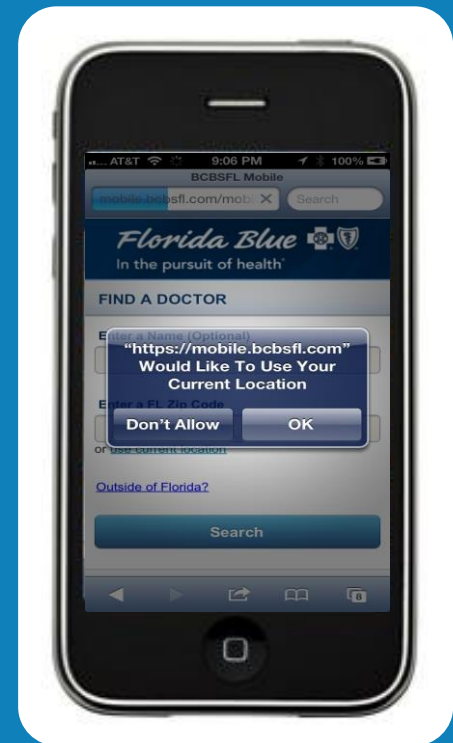 AT&T 9:06 PM 100%
BCBSFL Mobile
mobile.bcbsfl.com/mob Search
Florida Blue
In the pursuit of health
FIND A DOCTOR
Enter a Name (Optional)
"https://mobile.bcbsfl.com"
Would Like To Use Your
Current Location
Enter a FL Zip Code
Don't Allow OK
or use current location
Outside of Florida?
Search
8